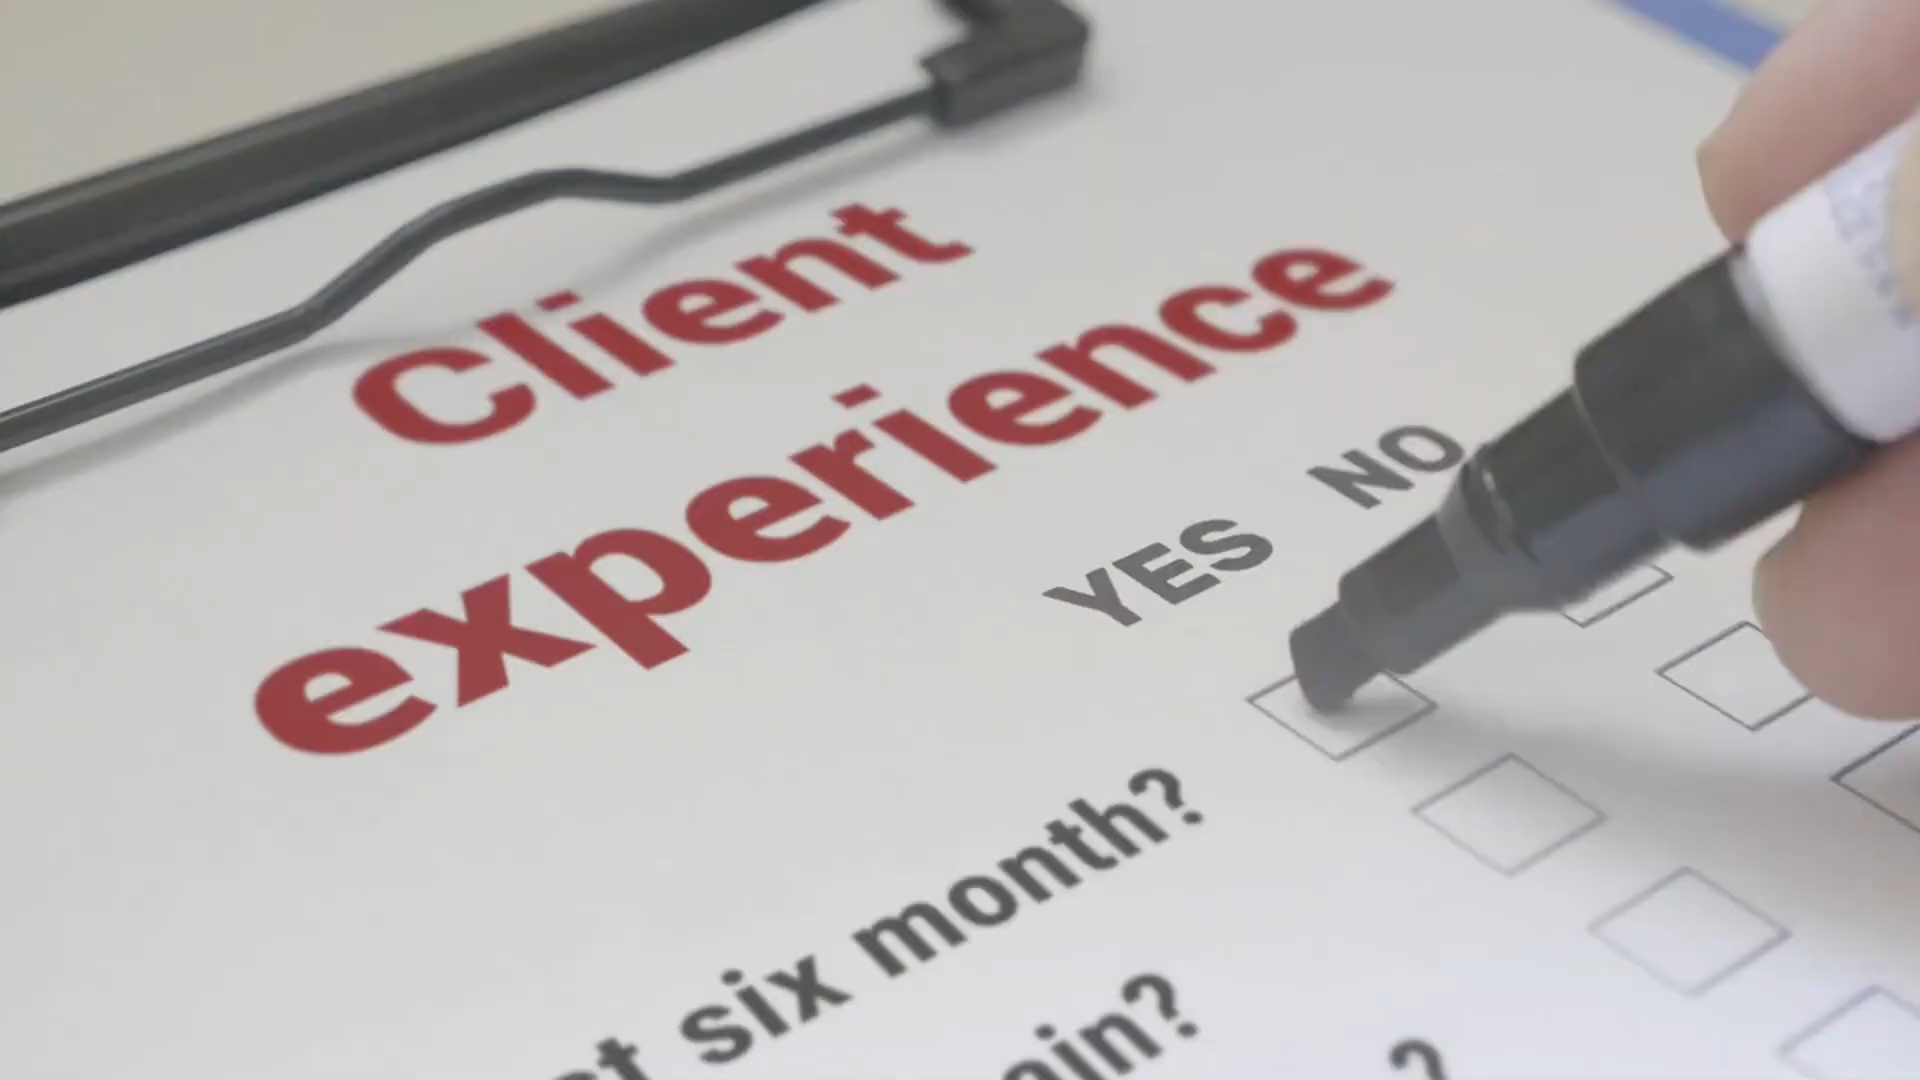 Client
experience
YES NO
six month?
?